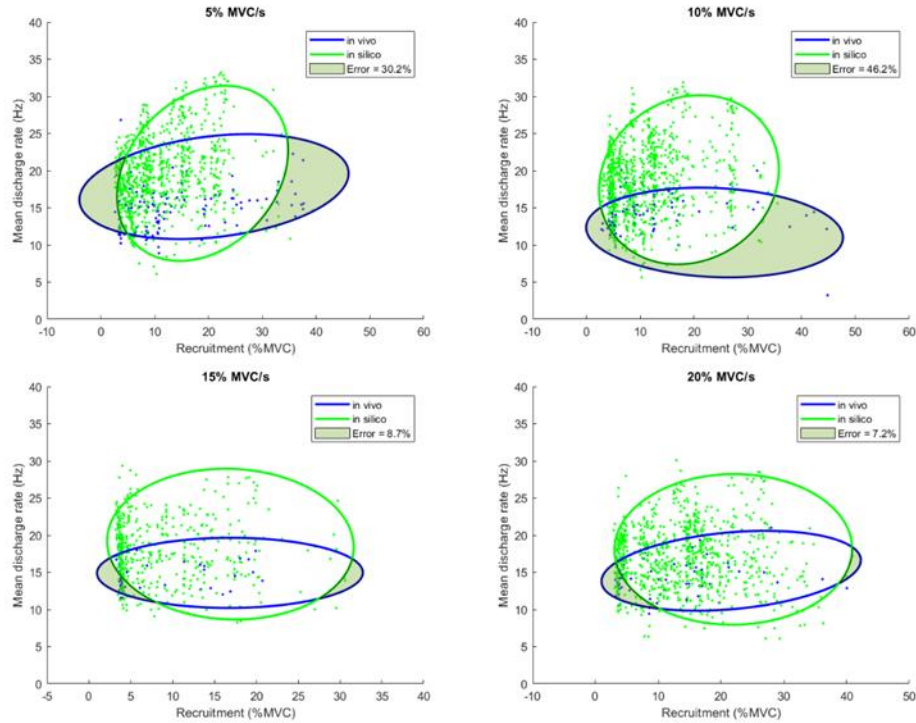 5% MVC/s
40
35
30
25
20
15
10
5
0
Mean discharge rate (Hz)
in vivo
in silico
Error = 30.2%
-10 0 10 20 30 40 50 60
Recruitment (%MVC)
10% MVC/s
40
35
30
25
20
15
10
5
0
Mean discharge rate (Hz)
in vivo
in silico
Error = 46.2%
-10 0 10 20 30 40 50 60
Recruitment (%MVC)
15% MVC/s
40
35
30
25
20
15
10
5
0
Mean discharge rate (Hz)
in vivo
in silico
Error = 8.7%
-5 0 5 10 15 20 25 30 35 40
Recruitment (%MVC)
20% MVC/s
40
35
30
25
20
15
10
5
0
Mean discharge rate (Hz)
in vivo
in silico
Error = 7.2%
-10 0 10 20 30 40 50
Recruitment (%MVC)